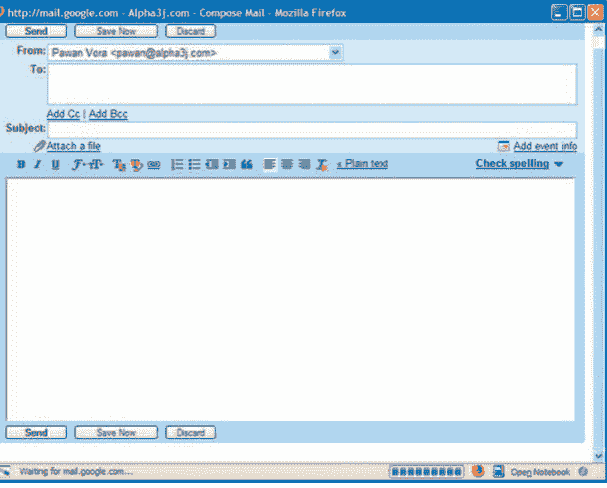 http://mail.google.com - Alpha3j.com - Compose Mail - Mozilla Firefox
Send Save Now Discard
From: Pawan Vora <pawan@alpha3j.com>
To:
Add Cc | Add Bcc
Subject:
Attach a file Add event info
B I U « Plain text Check spelling
Send Save Now Discard
Waiting for mail.google.com... Open Notebook